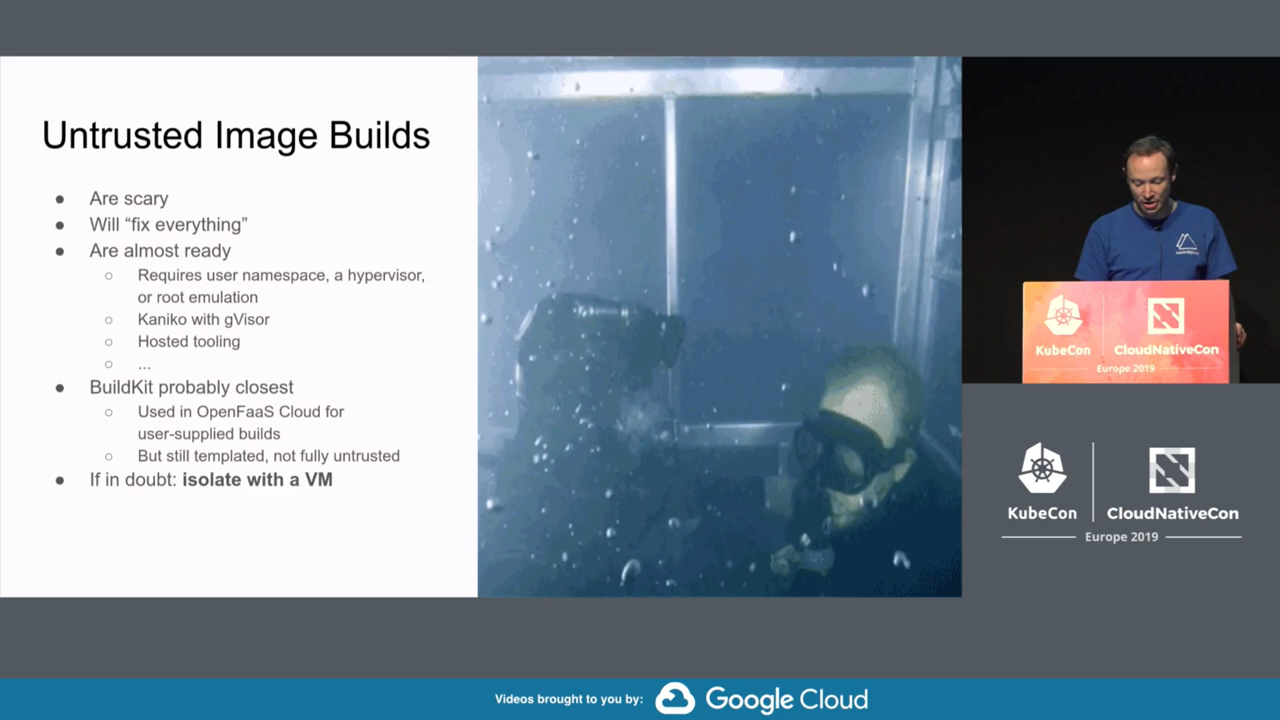 Untrusted Image Builds
● Are scary
● Will “fix everything”
● Are almost ready
○ Requires user namespace, a hypervisor,
or root emulation
○ Kaniko with gVisor
○ Hosted tooling
○ ...
● BuildKit probably closest
○ Used in OpenFaaS Cloud for
user-supplied builds
○ But still templated, not fully untrusted
● If in doubt: isolate with a VM
KubeCon
CloudNativeCon
Europe 2019
KubeCon
CloudNativeCon
Europe 2019
Videos brought to you by: Google Cloud